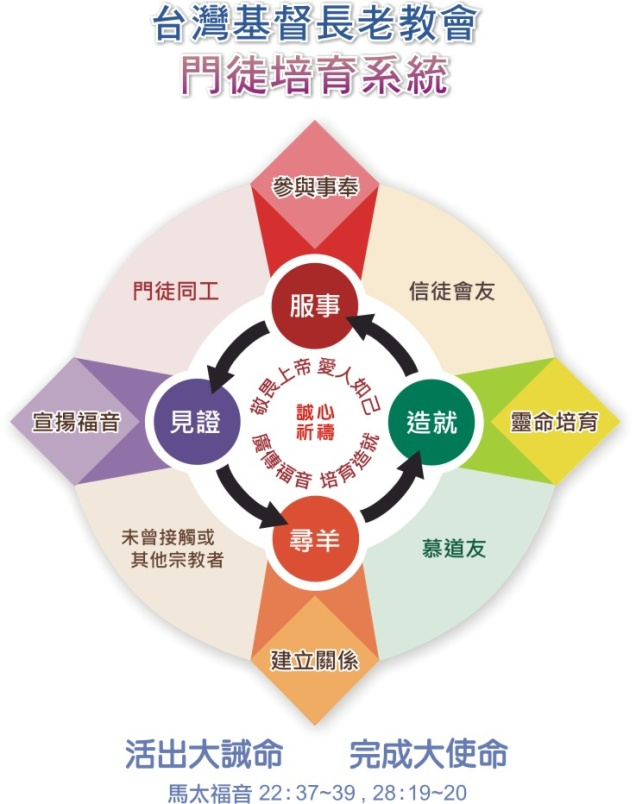 台灣基督長老教會
門徒培育系統
參與事奉
門徒同工
服事
信徒會友
敬畏上帝 愛人如己
宣揚福音
見證
誠心
祈禱
造就
靈命培育
廣傳福音 培育造就
未曾接觸或
其他宗教者
尋羊
慕道友
建立關係
活出大誡命 完成大使命
馬太福音 22:37~39 , 28:19~20